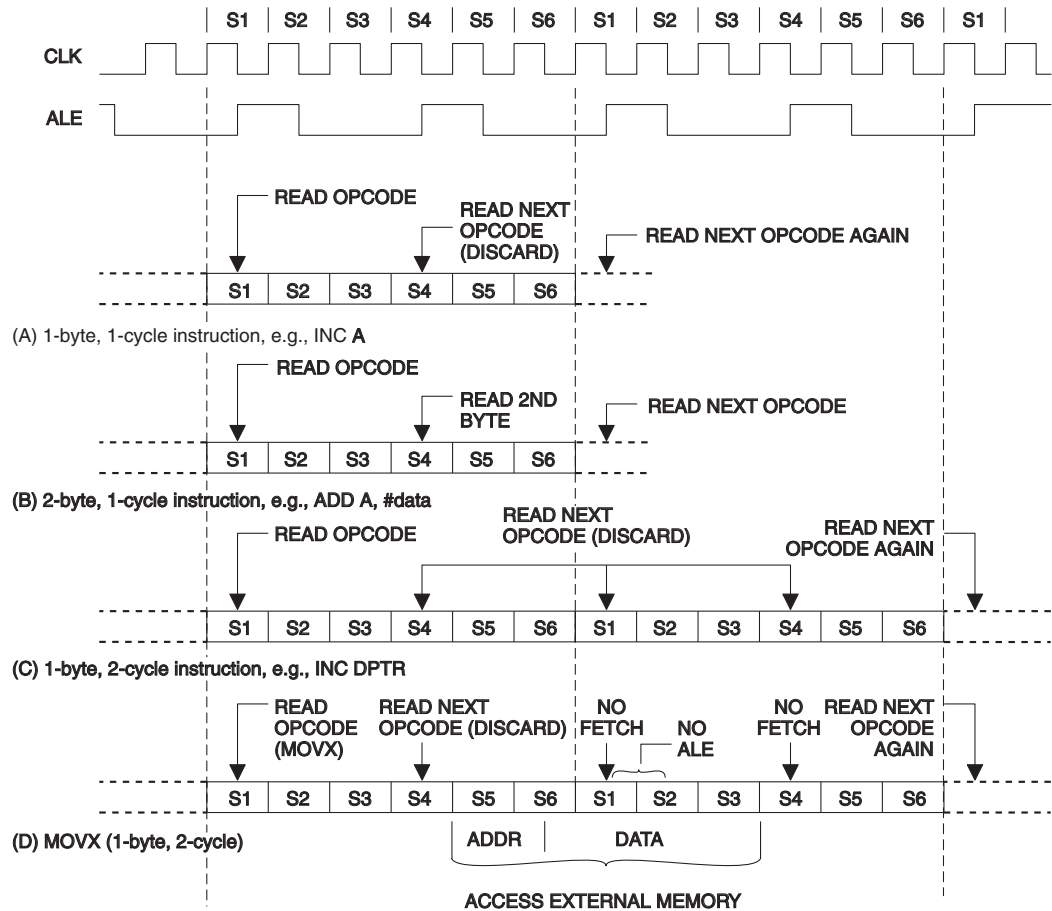 S1 S2 S3 S4 S5 S6 S1 S2 S3 S4 S5 S6 S1
CLK
ALE
READ OPCODE
READ NEXT
OPCODE
(DISCARD)
READ NEXT OPCODE AGAIN
S1 S2 S3 S4 S5 S6
(A) 1-byte, 1-cycle instruction, e.g., INC A
READ OPCODE
READ 2ND
BYTE
READ NEXT OPCODE
S1 S2 S3 S4 S5 S6
(B) 2-byte, 1-cycle instruction, e.g., ADD A, #data
READ OPCODE
READ NEXT
OPCODE (DISCARD)
READ NEXT
OPCODE AGAIN
S1 S2 S3 S4 S5 S6 S1 S2 S3 S4 S5 S6
(C) 1-byte, 2-cycle instruction, e.g., INC DPTR
READ
OPCODE
(MOVX)
READ NEXT
OPCODE (DISCARD)
NO
FETCH
NO
ALE
NO
FETCH
READ NEXT
OPCODE
AGAIN
S1 S2 S3 S4 S5 S6 S1 S2 S3 S4 S5 S6
(D) MOVX (1-byte, 2-cycle)
ADDR
DATA
ACCESS EXTERNAL MEMORY